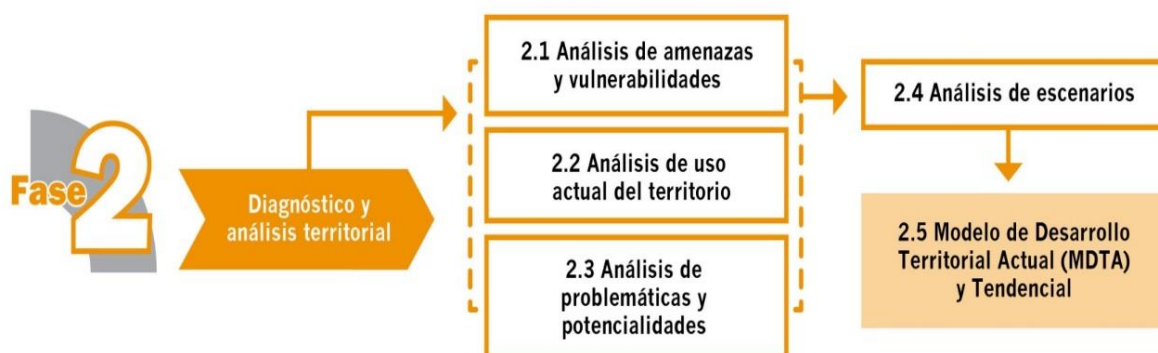 Fase 2
Diagnóstico y
análisis territorial
2.1 Análisis de amenazas
y vulnerabilidades
2.2 Análisis de uso
actual del territorio
2.3 Análisis de
problemáticas y
potencialidades
2.4 Análisis de escenarios
2.5 Modelo de Desarrollo
Territorial Actual (MDTA)
y Tendencial